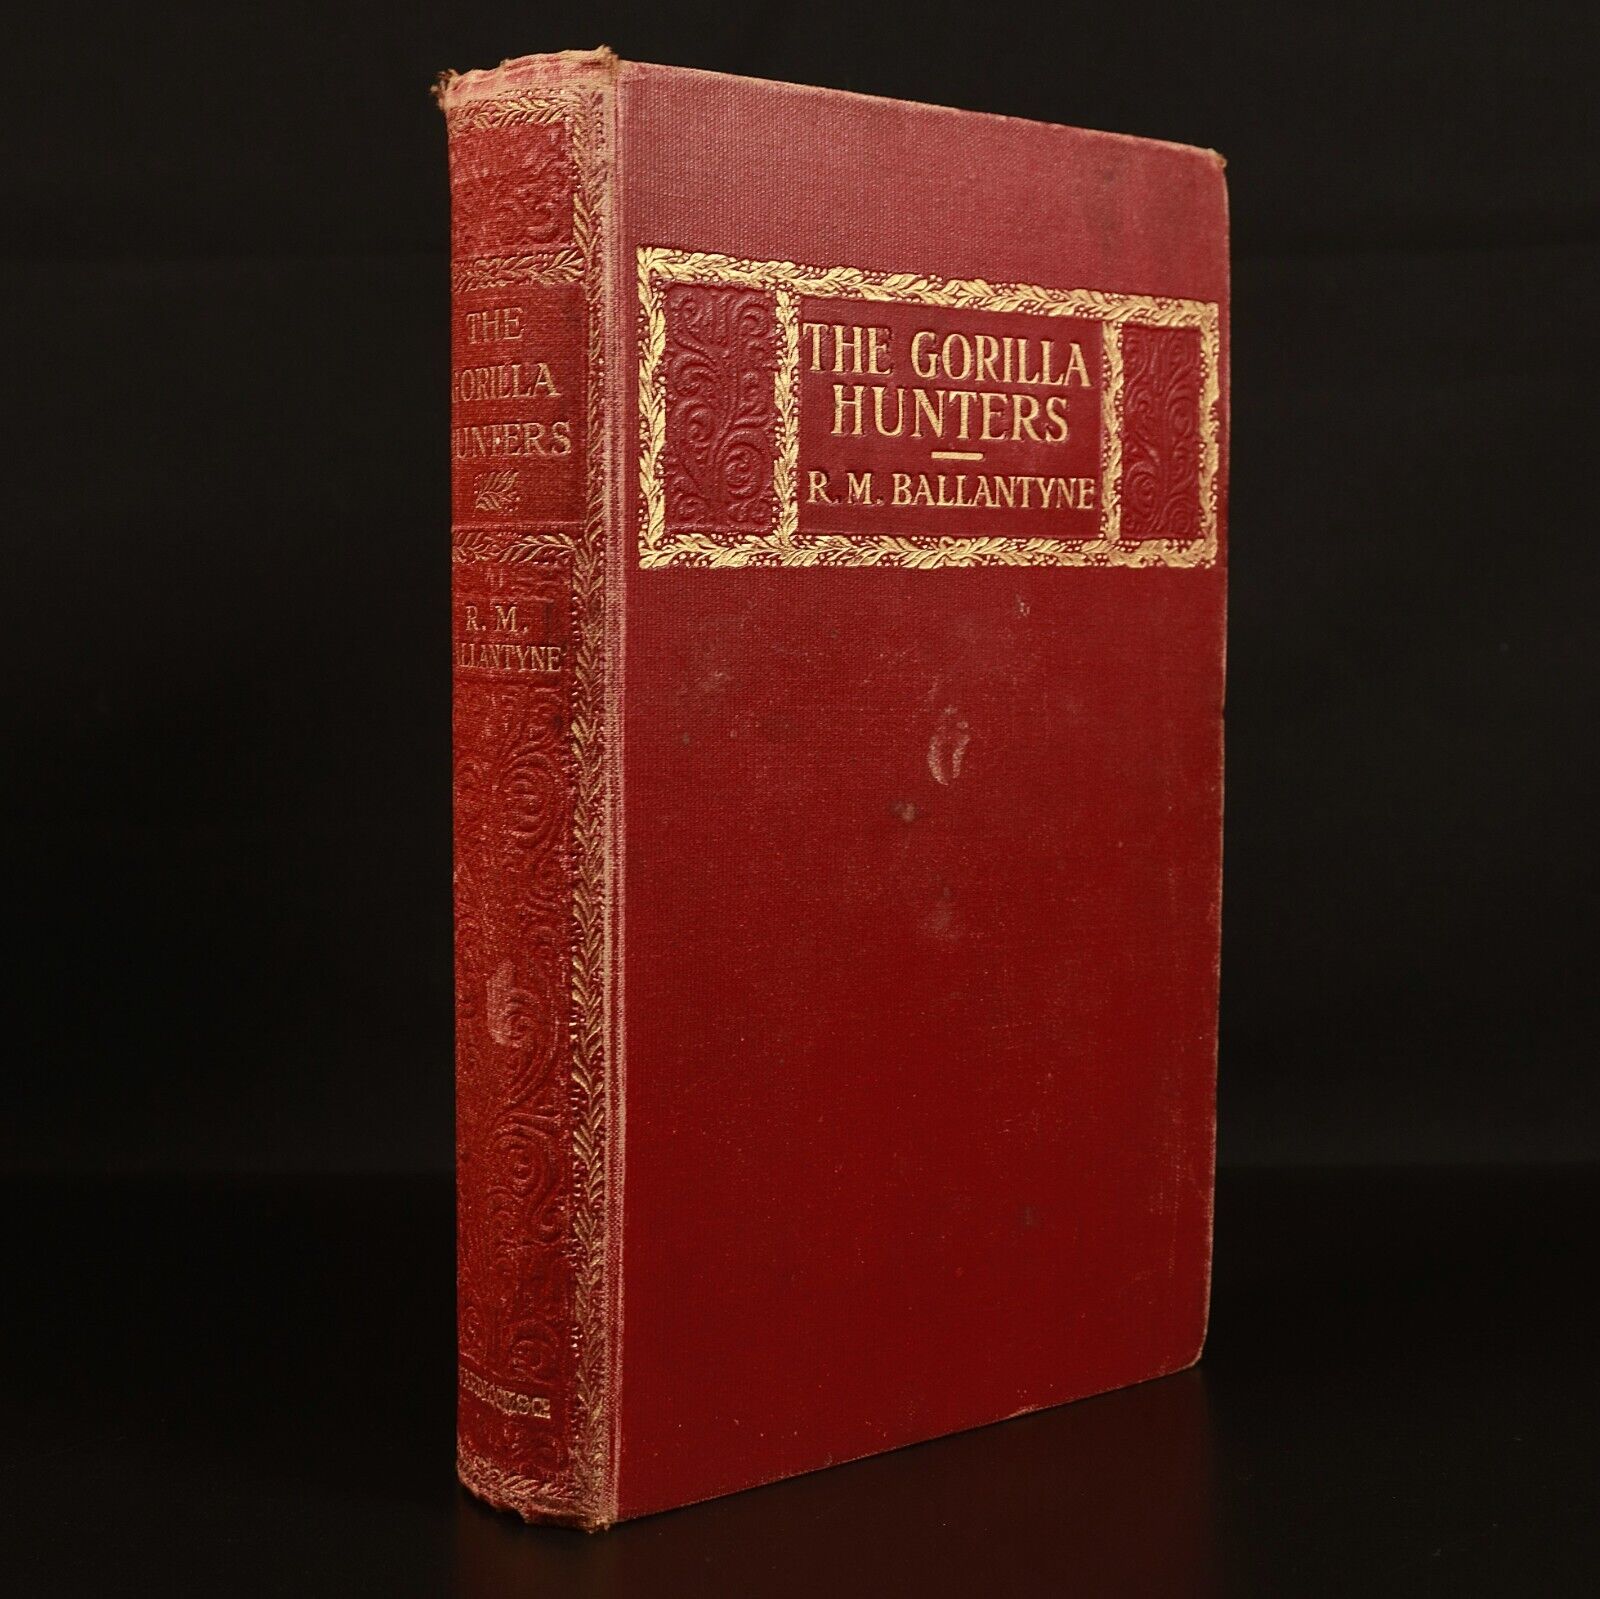 THE
GORILLA
HUNTERS
R. M.
BALLANTYNE
THE GORILLA
HUNTERS
R. M. BALLANTYNE